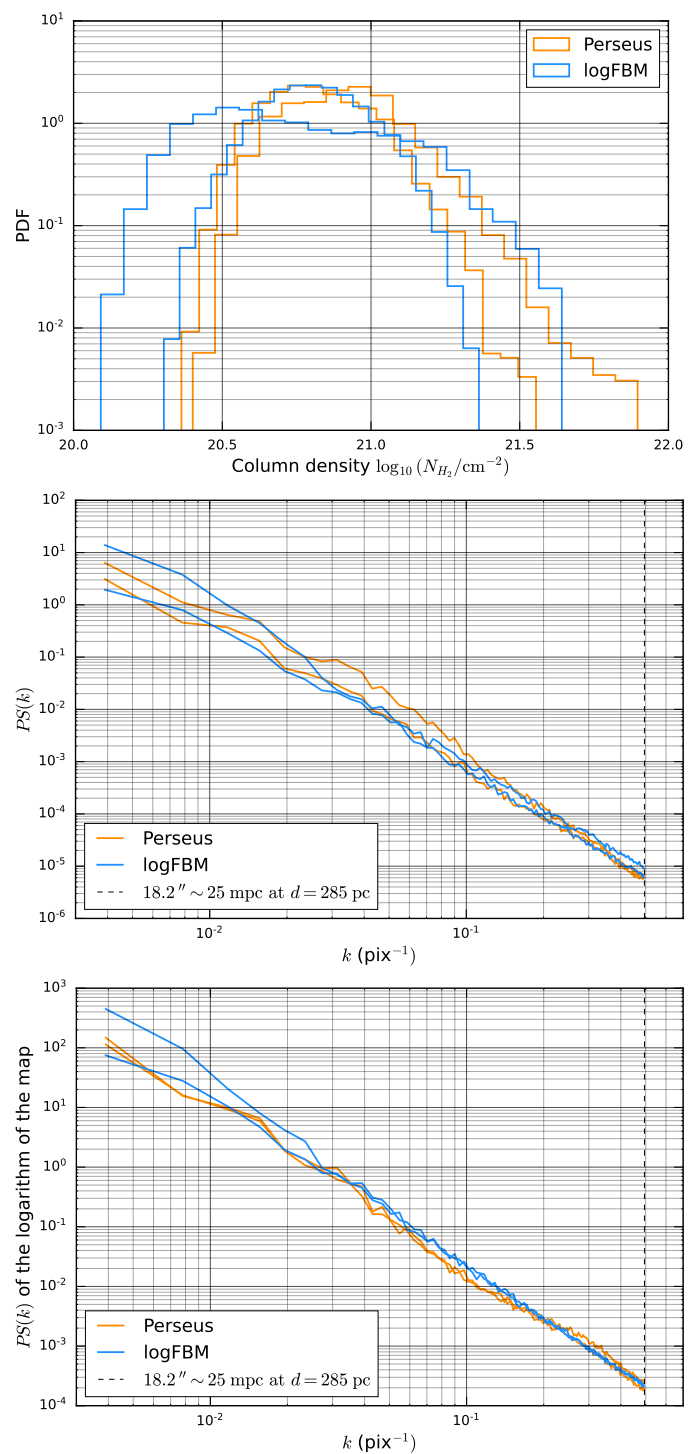 10^1
10^0
10^-1
10^-2
10^-3
PDF
Perseus
logFBM
20.0 20.5 21.0 21.5 22.0
Column density log_10 (N_{H_2}/cm^-2)
10^2
10^1
10^0
10^-1
10^-2
10^-3
10^-4
10^-5
10^-6
PS(k)
Perseus
logFBM
18.2″ ∼ 25 mpc at d = 285 pc
10^-2 10^-1
k (pix^-1)
10^3
10^2
10^1
10^0
10^-1
10^-2
10^-3
10^-4
PS(k) of the logarithm of the map
Perseus
logFBM
18.2″ ∼ 25 mpc at d = 285 pc
10^-2 10^-1
k (pix^-1)